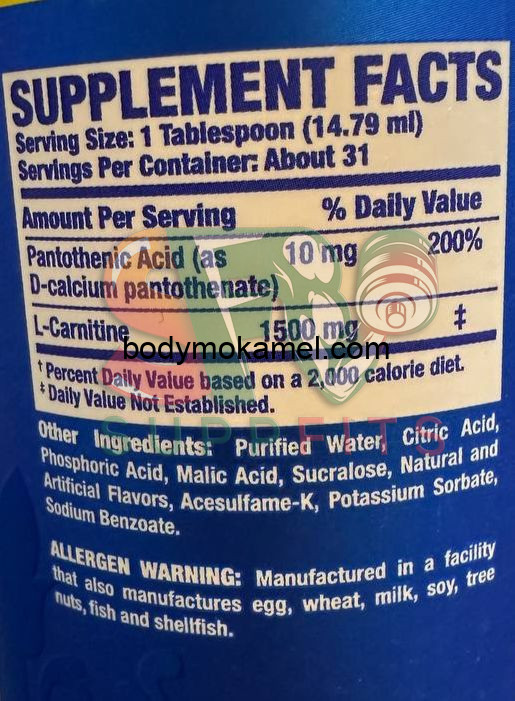 SUPPLEMENT FACTS
Serving Size: 1 Tablespoon (14.79 ml)
Servings Per Container: About 31
Amount Per Serving % Daily Value
Pantothenic Acid (as 10 mg 200%
D-calcium pantothenate)
L-Carnitine 1500 mg ‡
bodymokamel.com
† Percent Daily Value based on a 2,000 calorie diet.
‡ Daily Value Not Established.
SUPPFITS
Other Ingredients: Purified Water, Citric Acid,
Phosphoric Acid, Malic Acid, Sucralose, Natural and
Artificial Flavors, Acesulfame-K, Potassium Sorbate,
Sodium Benzoate.
ALLERGEN WARNING: Manufactured in a facility
that also manufactures egg, wheat, milk, soy, tree
nuts, fish and shellfish.